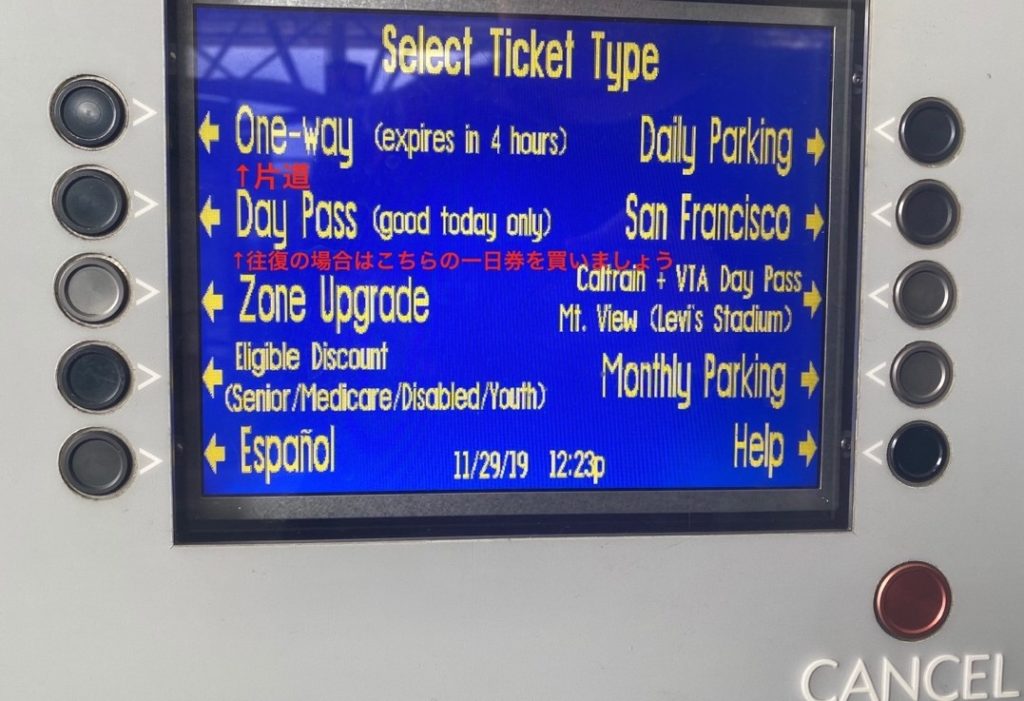 Select Ticket Type
One-way (expires in 4 hours)
Daily Parking
↑片道
Day Pass (good today only)
San Francisco
↑往復の場合はこちらの一日券を買いましょう
Zone Upgrade
Caltrain + VTA Day Pass
Mt. View (Levi's Stadium)
Eligible Discount
(Senior/Medicare/Disabled/Youth)
Monthly Parking
Español
11/29/19 12:23p
Help
CANCEL